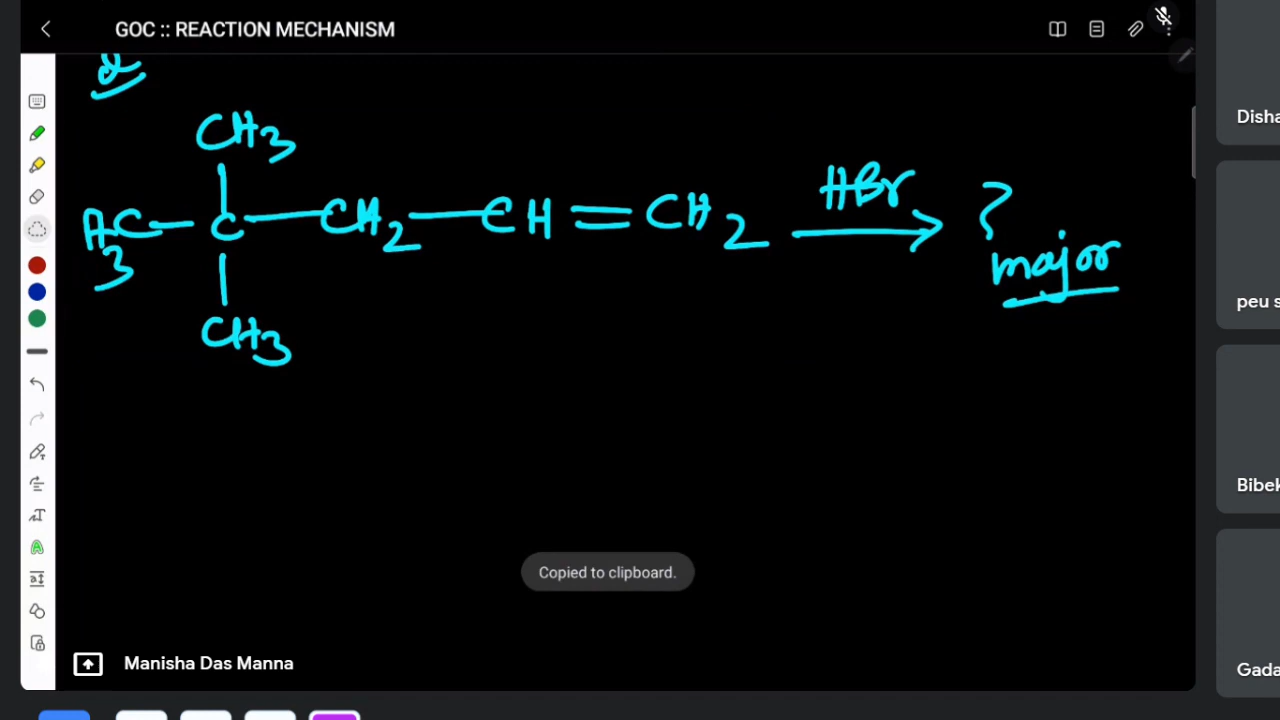 GOC :: REACTION MECHANISM
CH3
H3C - C - CH2 - CH = CH2 HBr → ?
major
CH3
Copied to clipboard.
Manisha Das Manna
Disha
peu s
Bibek
Gada